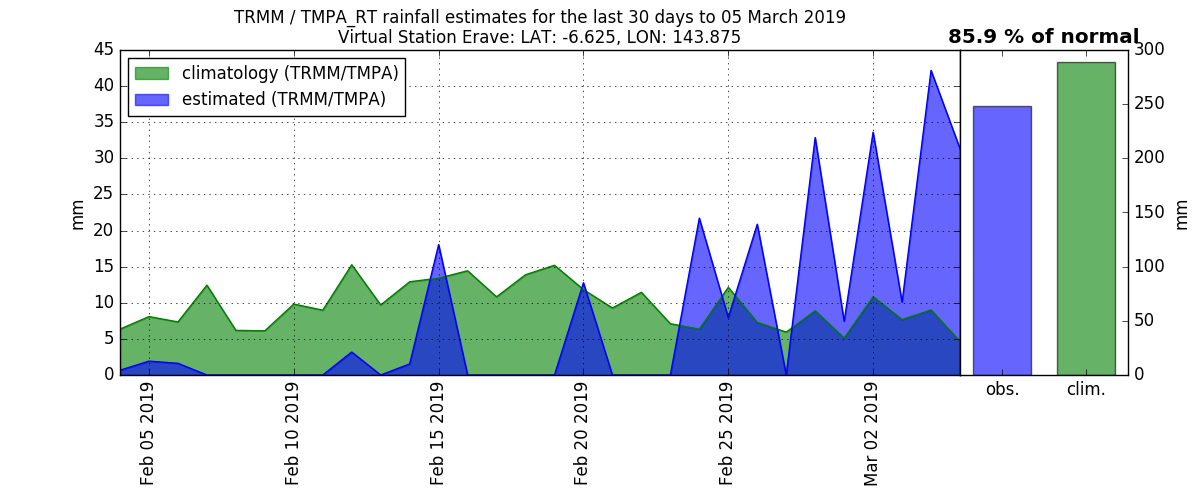 TRMM / TMPA_RT rainfall estimates for the last 30 days to 05 March 2019
Virtual Station Erave: LAT: -6.625, LON: 143.875
85.9 % of normal
climatology (TRMM/TMPA)
estimated (TRMM/TMPA)
45
40
35
30
25
20
15
10
5
0
mm
Feb 05 2019
Feb 10 2019
Feb 15 2019
Feb 20 2019
Feb 25 2019
Mar 02 2019
300
250
200
150
100
50
0
mm
obs.
clim.